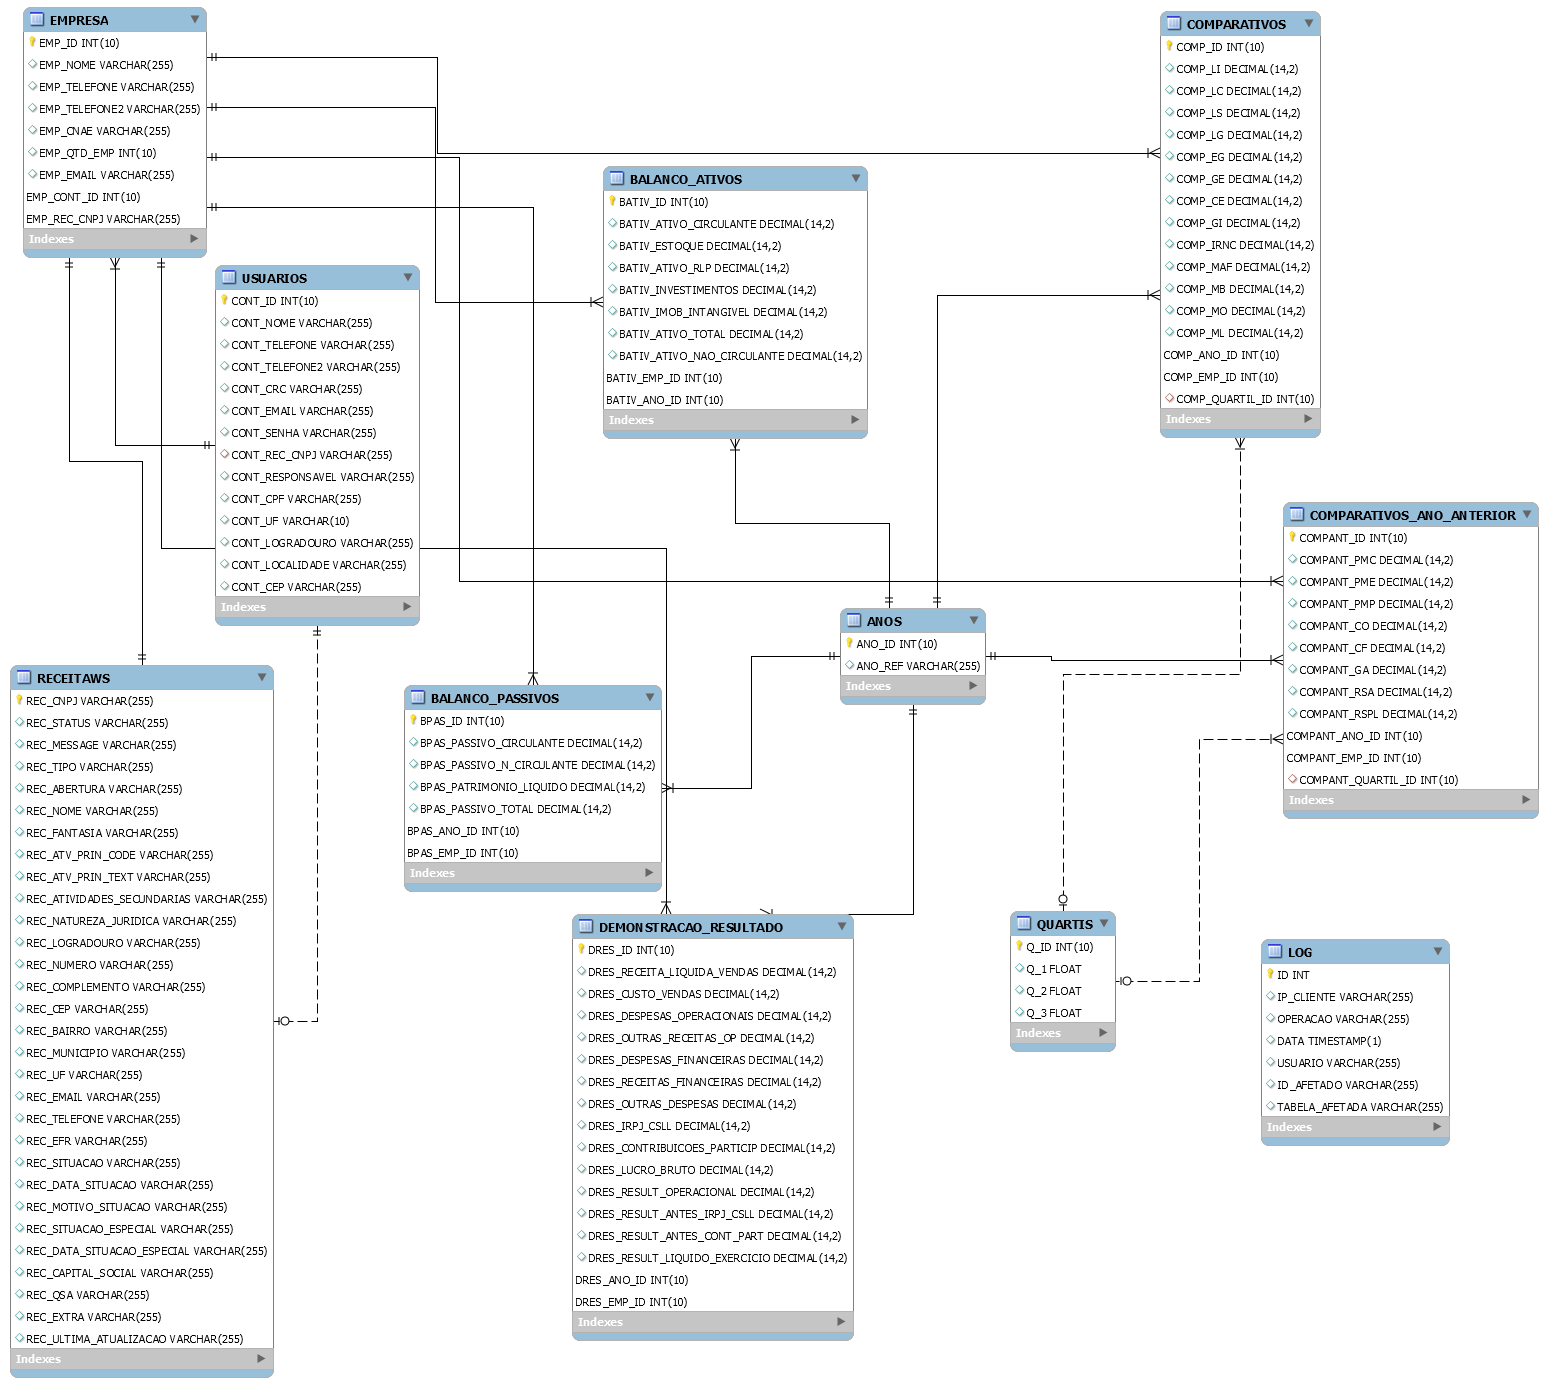 EMPRESA
EMP_ID INT(10)
EMP_NOME VARCHAR(255)
EMP_TELEFONE VARCHAR(255)
EMP_TELEFONE2 VARCHAR(255)
EMP_CNAE VARCHAR(255)
EMP_QTD_EMP INT(10)
EMP_EMAIL VARCHAR(255)
EMP_CONT_ID INT(10)
EMP_REC_CNPJ VARCHAR(255)
Indexes
USUARIOS
CONT_ID INT(10)
CONT_NOME VARCHAR(255)
CONT_TELEFONE VARCHAR(255)
CONT_TELEFONE2 VARCHAR(255)
CONT_CRC VARCHAR(255)
CONT_EMAIL VARCHAR(255)
CONT_SENHA VARCHAR(255)
CONT_REC_CNPJ VARCHAR(255)
CONT_RESPONSAVEL VARCHAR(255)
CONT_CPF VARCHAR(255)
CONT_UF VARCHAR(10)
CONT_LOGRADOURO VARCHAR(255)
CONT_LOCALIDADE VARCHAR(255)
CONT_CEP VARCHAR(255)
Indexes
RECEITAWS
REC_CNPJ VARCHAR(255)
REC_STATUS VARCHAR(255)
REC_MESSAGE VARCHAR(255)
REC_TIPO VARCHAR(255)
REC_ABERTURA VARCHAR(255)
REC_NOME VARCHAR(255)
REC_FANTASIA VARCHAR(255)
REC_ATV_PRIN_CODE VARCHAR(255)
REC_ATV_PRIN_TEXT VARCHAR(255)
REC_ATIVIDADES_SECUNDARIAS VARCHAR(255)
REC_NATUREZA_JURIDICA VARCHAR(255)
REC_LOGRADOURO VARCHAR(255)
REC_NUMERO VARCHAR(255)
REC_COMPLEMENTO VARCHAR(255)
REC_CEP VARCHAR(255)
REC_BAIRRO VARCHAR(255)
REC_MUNICIPIO VARCHAR(255)
REC_UF VARCHAR(255)
REC_EMAIL VARCHAR(255)
REC_TELEFONE VARCHAR(255)
REC_EFR VARCHAR(255)
REC_SITUACAO VARCHAR(255)
REC_DATA_SITUACAO VARCHAR(255)
REC_MOTIVO_SITUACAO VARCHAR(255)
REC_SITUACAO_ESPECIAL VARCHAR(255)
REC_DATA_SITUACAO_ESPECIAL VARCHAR(255)
REC_CAPITAL_SOCIAL VARCHAR(255)
REC_QSA VARCHAR(255)
REC_EXTRA VARCHAR(255)
REC_ULTIMA_ATUALIZACAO VARCHAR(255)
Indexes
BALANCO_ATIVOS
BATIV_ID INT(10)
BATIV_ATIVO_CIRCULANTE DECIMAL(14,2)
BATIV_ESTOQUE DECIMAL(14,2)
BATIV_ATIVO_RLP DECIMAL(14,2)
BATIV_INVESTIMENTOS DECIMAL(14,2)
BATIV_IMOB_INTANGIVEL DECIMAL(14,2)
BATIV_ATIVO_TOTAL DECIMAL(14,2)
BATIV_ATIVO_NAO_CIRCULANTE DECIMAL(14,2)
BATIV_EMP_ID INT(10)
BATIV_ANO_ID INT(10)
Indexes
BALANCO_PASSIVOS
BPAS_ID INT(10)
BPAS_PASSIVO_CIRCULANTE DECIMAL(14,2)
BPAS_PASSIVO_N_CIRCULANTE DECIMAL(14,2)
BPAS_PATRIMONIO_LIQUIDO DECIMAL(14,2)
BPAS_PASSIVO_TOTAL DECIMAL(14,2)
BPAS_ANO_ID INT(10)
BPAS_EMP_ID INT(10)
Indexes
ANOS
ANO_ID INT(10)
ANO_REF VARCHAR(255)
Indexes
DEMONSTRACAO_RESULTADO
DRES_ID INT(10)
DRES_RECEITA_LIQUIDA_VENDAS DECIMAL(14,2)
DRES_CUSTO_VENDAS DECIMAL(14,2)
DRES_DESPESAS_OPERACIONAIS DECIMAL(14,2)
DRES_OUTRAS_RECEITAS_OP DECIMAL(14,2)
DRES_DESPESAS_FINANCEIRAS DECIMAL(14,2)
DRES_RECEITAS_FINANCEIRAS DECIMAL(14,2)
DRES_OUTRAS_DESPESAS DECIMAL(14,2)
DRES_IRPJ_CSLL DECIMAL(14,2)
DRES_CONTRIBUICOES_PARTICIP DECIMAL(14,2)
DRES_LUCRO_BRUTO DECIMAL(14,2)
DRES_RESULT_OPERACIONAL DECIMAL(14,2)
DRES_RESULT_ANTES_IRPJ_CSLL DECIMAL(14,2)
DRES_RESULT_ANTES_CONT_PART DECIMAL(14,2)
DRES_RESULT_LIQUIDO_EXERCICIO DECIMAL(14,2)
DRES_ANO_ID INT(10)
DRES_EMP_ID INT(10)
Indexes
COMPARATIVOS
COMP_ID INT(10)
COMP_LI DECIMAL(14,2)
COMP_LC DECIMAL(14,2)
COMP_LS DECIMAL(14,2)
COMP_LG DECIMAL(14,2)
COMP_EG DECIMAL(14,2)
COMP_GE DECIMAL(14,2)
COMP_CE DECIMAL(14,2)
COMP_GI DECIMAL(14,2)
COMP_IRNC DECIMAL(14,2)
COMP_MAF DECIMAL(14,2)
COMP_MB DECIMAL(14,2)
COMP_MO DECIMAL(14,2)
COMP_ML DECIMAL(14,2)
COMP_ANO_ID INT(10)
COMP_EMP_ID INT(10)
COMP_QUARTIL_ID INT(10)
Indexes
COMPARATIVOS_ANO_ANTERIOR
COMPANT_ID INT(10)
COMPANT_PMC DECIMAL(14,2)
COMPANT_PME DECIMAL(14,2)
COMPANT_PMP DECIMAL(14,2)
COMPANT_CO DECIMAL(14,2)
COMPANT_CF DECIMAL(14,2)
COMPANT_GA DECIMAL(14,2)
COMPANT_RSA DECIMAL(14,2)
COMPANT_RSPL DECIMAL(14,2)
COMPANT_ANO_ID INT(10)
COMPANT_EMP_ID INT(10)
COMPANT_QUARTIL_ID INT(10)
Indexes
QUARTIS
Q_ID INT(10)
Q_1 FLOAT
Q_2 FLOAT
Q_3 FLOAT
Indexes
LOG
ID INT
IP_CLIENTE VARCHAR(255)
OPERACAO VARCHAR(255)
DATA TIMESTAMP(1)
USUARIO VARCHAR(255)
ID_AFETADO VARCHAR(255)
TABELA_AFETADA VARCHAR(255)
Indexes